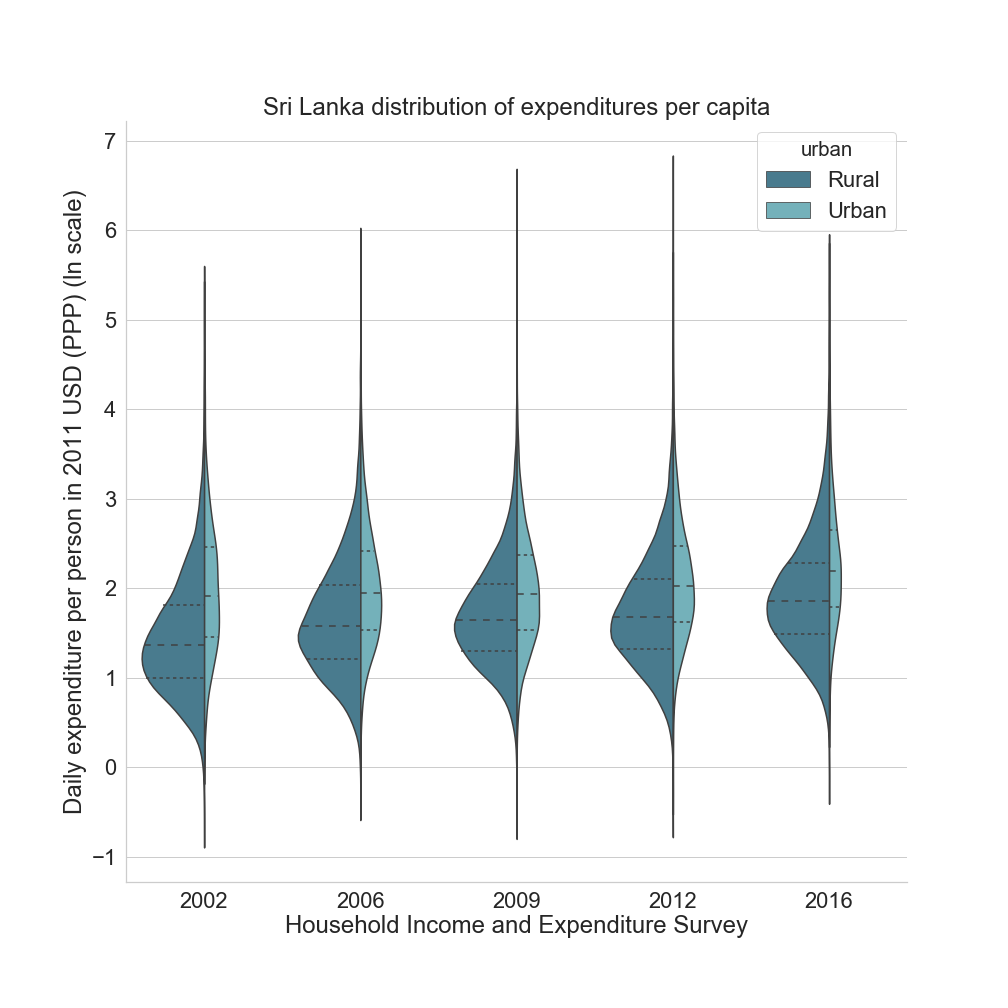 Sri Lanka distribution of expenditures per capita
urban
Rural
Urban
Daily expenditure per person in 2011 USD (PPP) (ln scale)
7
6
5
4
3
2
1
0
−1
2002 2006 2009 2012 2016
Household Income and Expenditure Survey